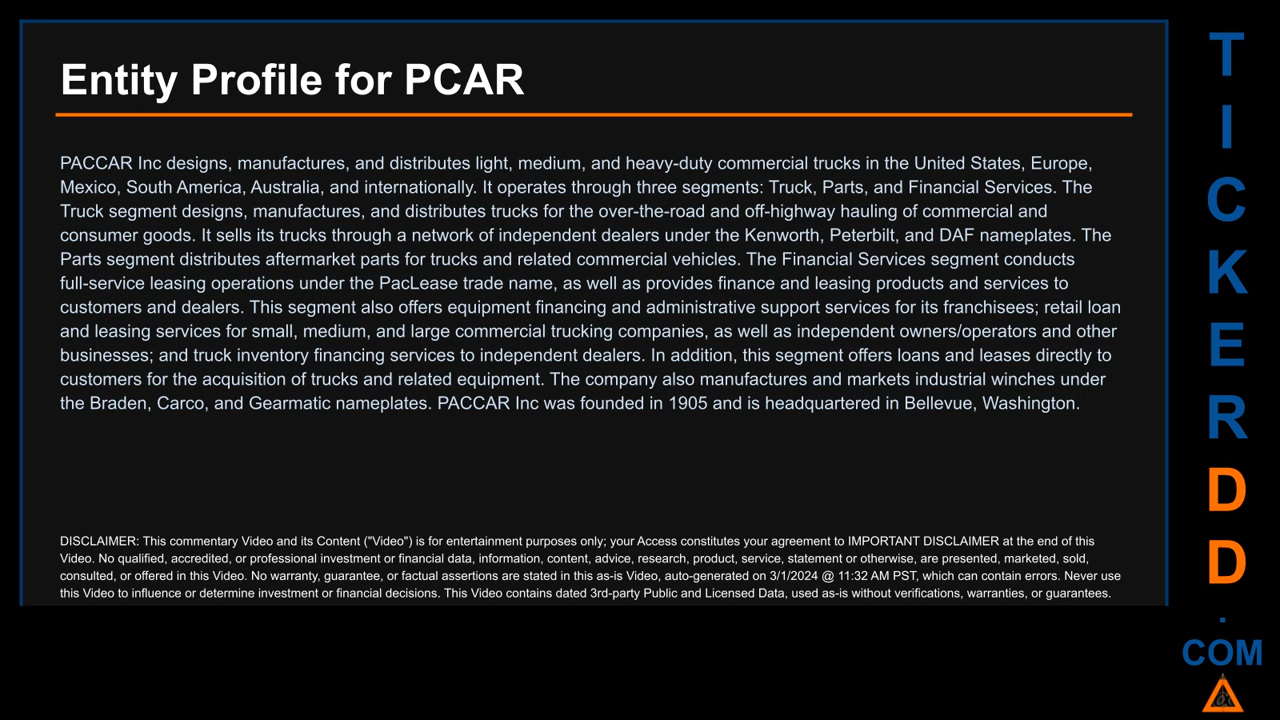 Entity Profile for PCAR
PACCAR Inc designs, manufactures, and distributes light, medium, and heavy-duty commercial trucks in the United States, Europe,
Mexico, South America, Australia, and internationally. It operates through three segments: Truck, Parts, and Financial Services. The
Truck segment designs, manufactures, and distributes trucks for the over-the-road and off-highway hauling of commercial and
consumer goods. It sells its trucks through a network of independent dealers under the Kenworth, Peterbilt, and DAF nameplates. The
Parts segment distributes aftermarket parts for trucks and related commercial vehicles. The Financial Services segment conducts
full-service leasing operations under the PacLease trade name, as well as provides finance and leasing products and services to
customers and dealers. This segment also offers equipment financing and administrative support services for its franchisees; retail loan
and leasing services for small, medium, and large commercial trucking companies, as well as independent owners/operators and other
businesses; and truck inventory financing services to independent dealers. In addition, this segment offers loans and leases directly to
customers for the acquisition of trucks and related equipment. The company also manufactures and markets industrial winches under
the Braden, Carco, and Gearmatic nameplates. PACCAR Inc was founded in 1905 and is headquartered in Bellevue, Washington.
DISCLAIMER: This commentary Video and its Content ("Video") is for entertainment purposes only; your Access constitutes your agreement to IMPORTANT DISCLAIMER at the end of this
Video. No qualified, accredited, or professional investment or financial data, information, content, advice, research, product, service, statement or otherwise, are presented, marketed, sold,
consulted, or offered in this Video. No warranty, guarantee, or factual assertions are stated in this as-is Video, auto-generated on 3/1/2024 @ 11:32 AM PST, which can contain errors. Never use
this Video to influence or determine investment or financial decisions. This Video contains dated 3rd-party Public and Licensed Data, used as-is without verifications, warranties, or guarantees.
T
I
C
K
E
R
D
D
.
COM